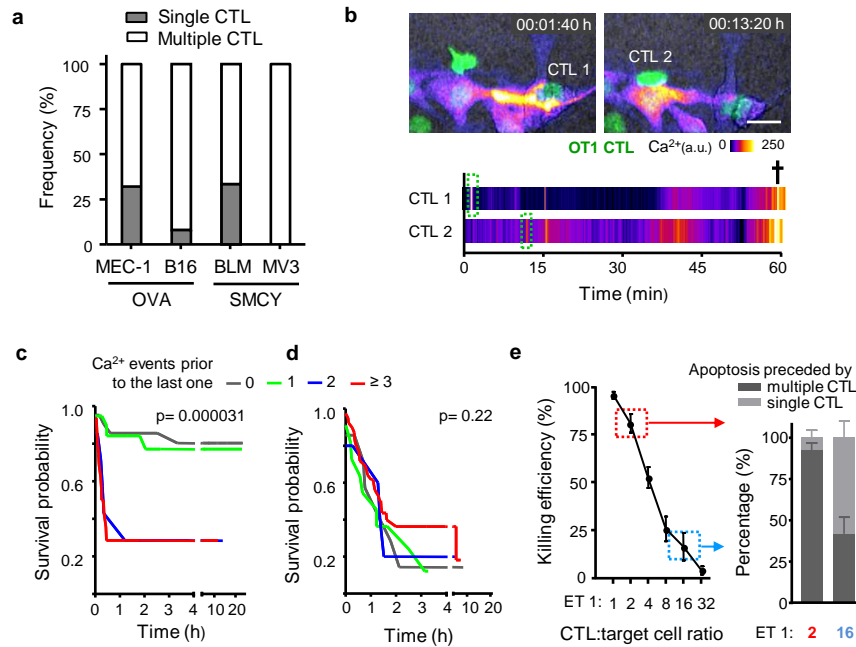 a
Single CTL
Multiple CTL
Frequency (%)
100
75
50
25
0
MEC-1 B16 BLM MV3
OVA SMCY
b
00:01:40 h
CTL 1
00:13:20 h
CTL 2
OT1 CTL Ca2+(a.u.) 0 250
†
CTL 1
CTL 2
0 15 30 45 60
Time (min)
c
d
Ca2+ events prior
to the last one
0 1 2 ≥ 3
p= 0.000031
Survival probability
1.0
0.6
0.2
0 1 2 3 4 10 20
Time (h)
p= 0.22
Survival probability
1.0
0.6
0.2
0 1 2 3 4 10 20
Time (h)
e
Killing efficiency (%)
100
75
50
25
0
ET 1: 1 2 4 8 16 32
CTL:target cell ratio
Apoptosis preceded by
multiple CTL
single CTL
Percentage (%)
100
50
0
ET 1: 2 16